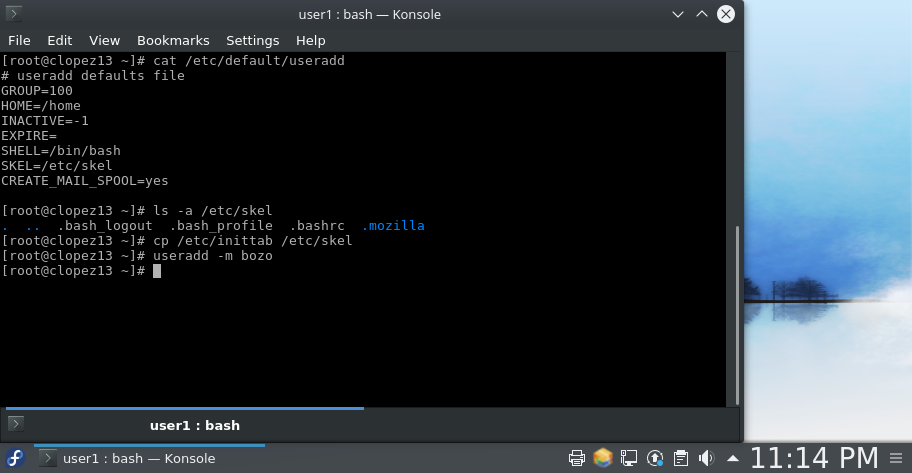 user1 : bash — Konsole
File Edit View Bookmarks Settings Help
[root@clopez13 ~]# cat /etc/default/useradd
# useradd defaults file
GROUP=100
HOME=/home
INACTIVE=-1
EXPIRE=
SHELL=/bin/bash
SKEL=/etc/skel
CREATE_MAIL_SPOOL=yes
[root@clopez13 ~]# ls -a /etc/skel
. .. .bash_logout .bash_profile .bashrc .mozilla
[root@clopez13 ~]# cp /etc/inittab /etc/skel
[root@clopez13 ~]# useradd -m bozo
[root@clopez13 ~]#
user1 : bash
user1 : bash — Konsole
11:14 PM